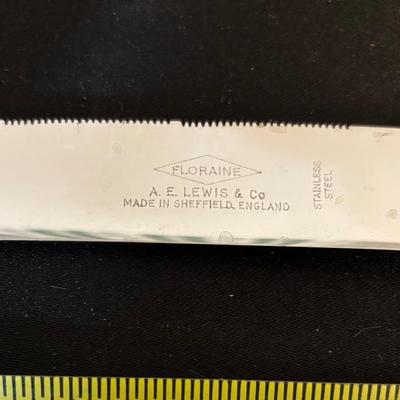 FLORAINE
A. E. LEWIS & Co
MADE IN SHEFFIELD, ENGLAND
STAINLESS
STEEL